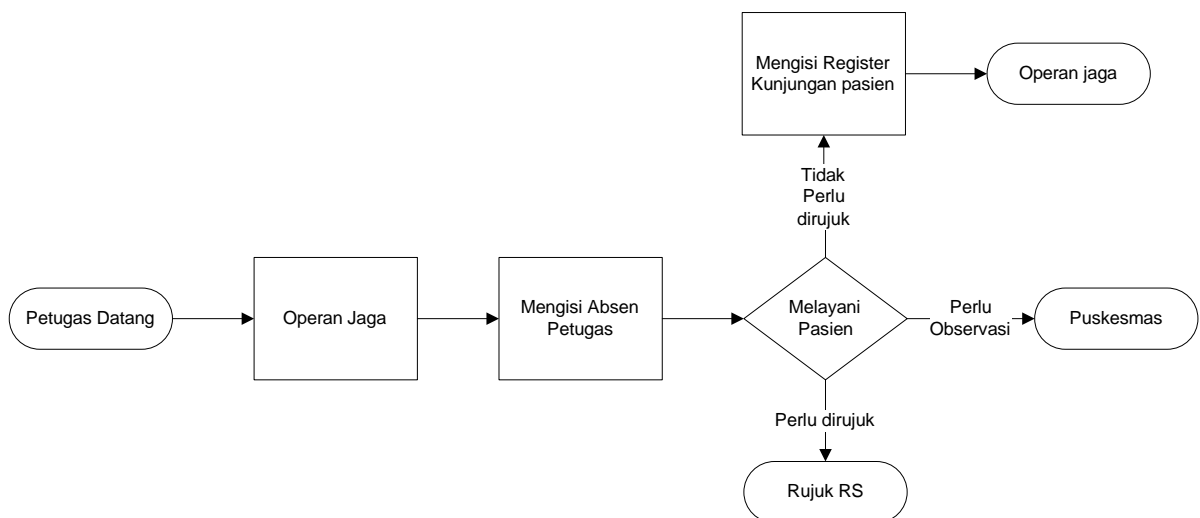 Mengisi Register
Kunjungan pasien
Operan jaga
Tidak
Perlu
dirujuk
Petugas Datang
Operan Jaga
Mengisi Absen
Petugas
Melayani
Pasien
Perlu
Observasi
Puskesmas
Perlu dirujuk
Rujuk RS